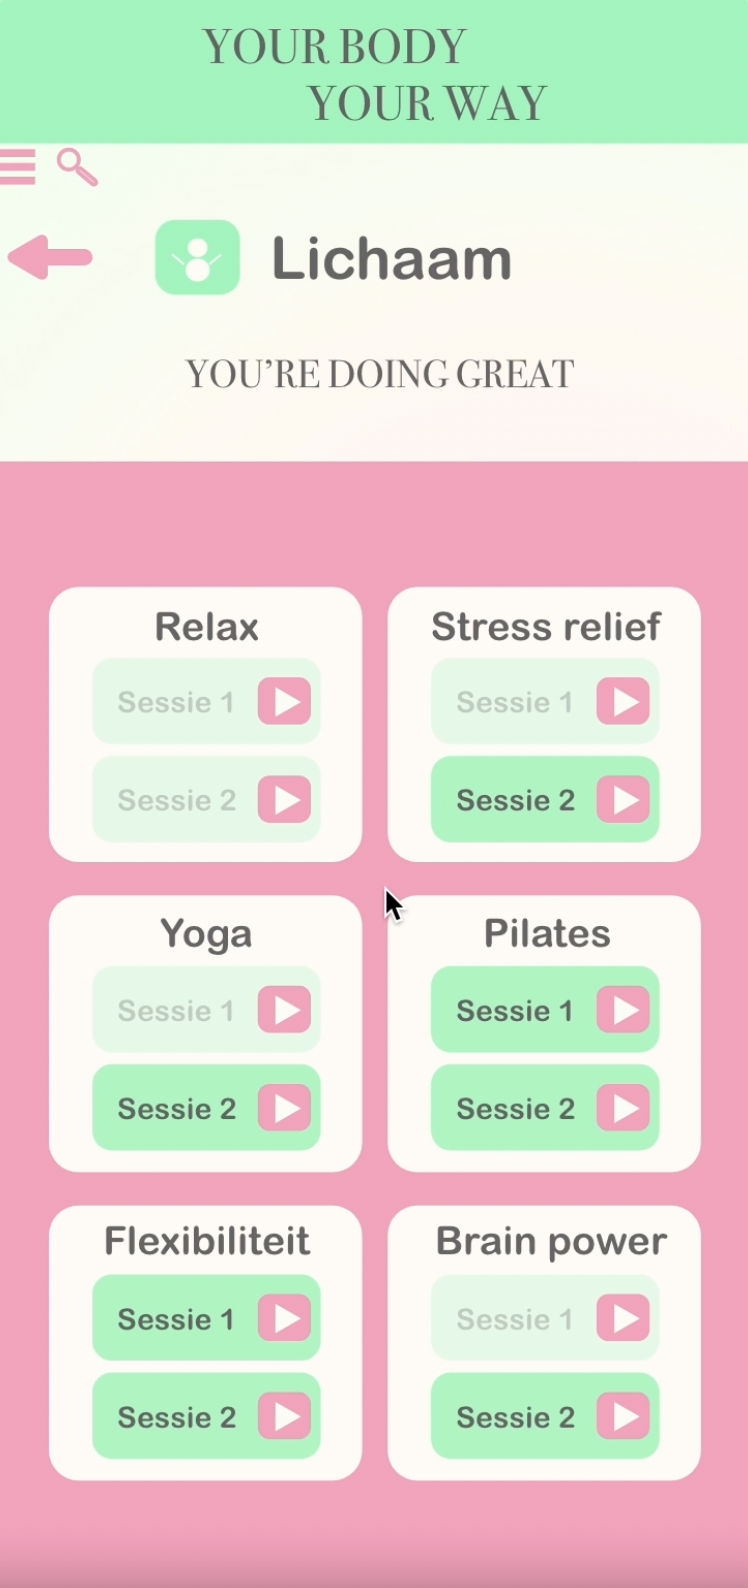 YOUR BODY
YOUR WAY
Lichaam
YOU’RE DOING GREAT
Relax
Sessie 1
Sessie 2
Stress relief
Sessie 1
Sessie 2
Yoga
Sessie 1
Sessie 2
Pilates
Sessie 1
Sessie 2
Flexibiliteit
Sessie 1
Sessie 2
Brain power
Sessie 1
Sessie 2